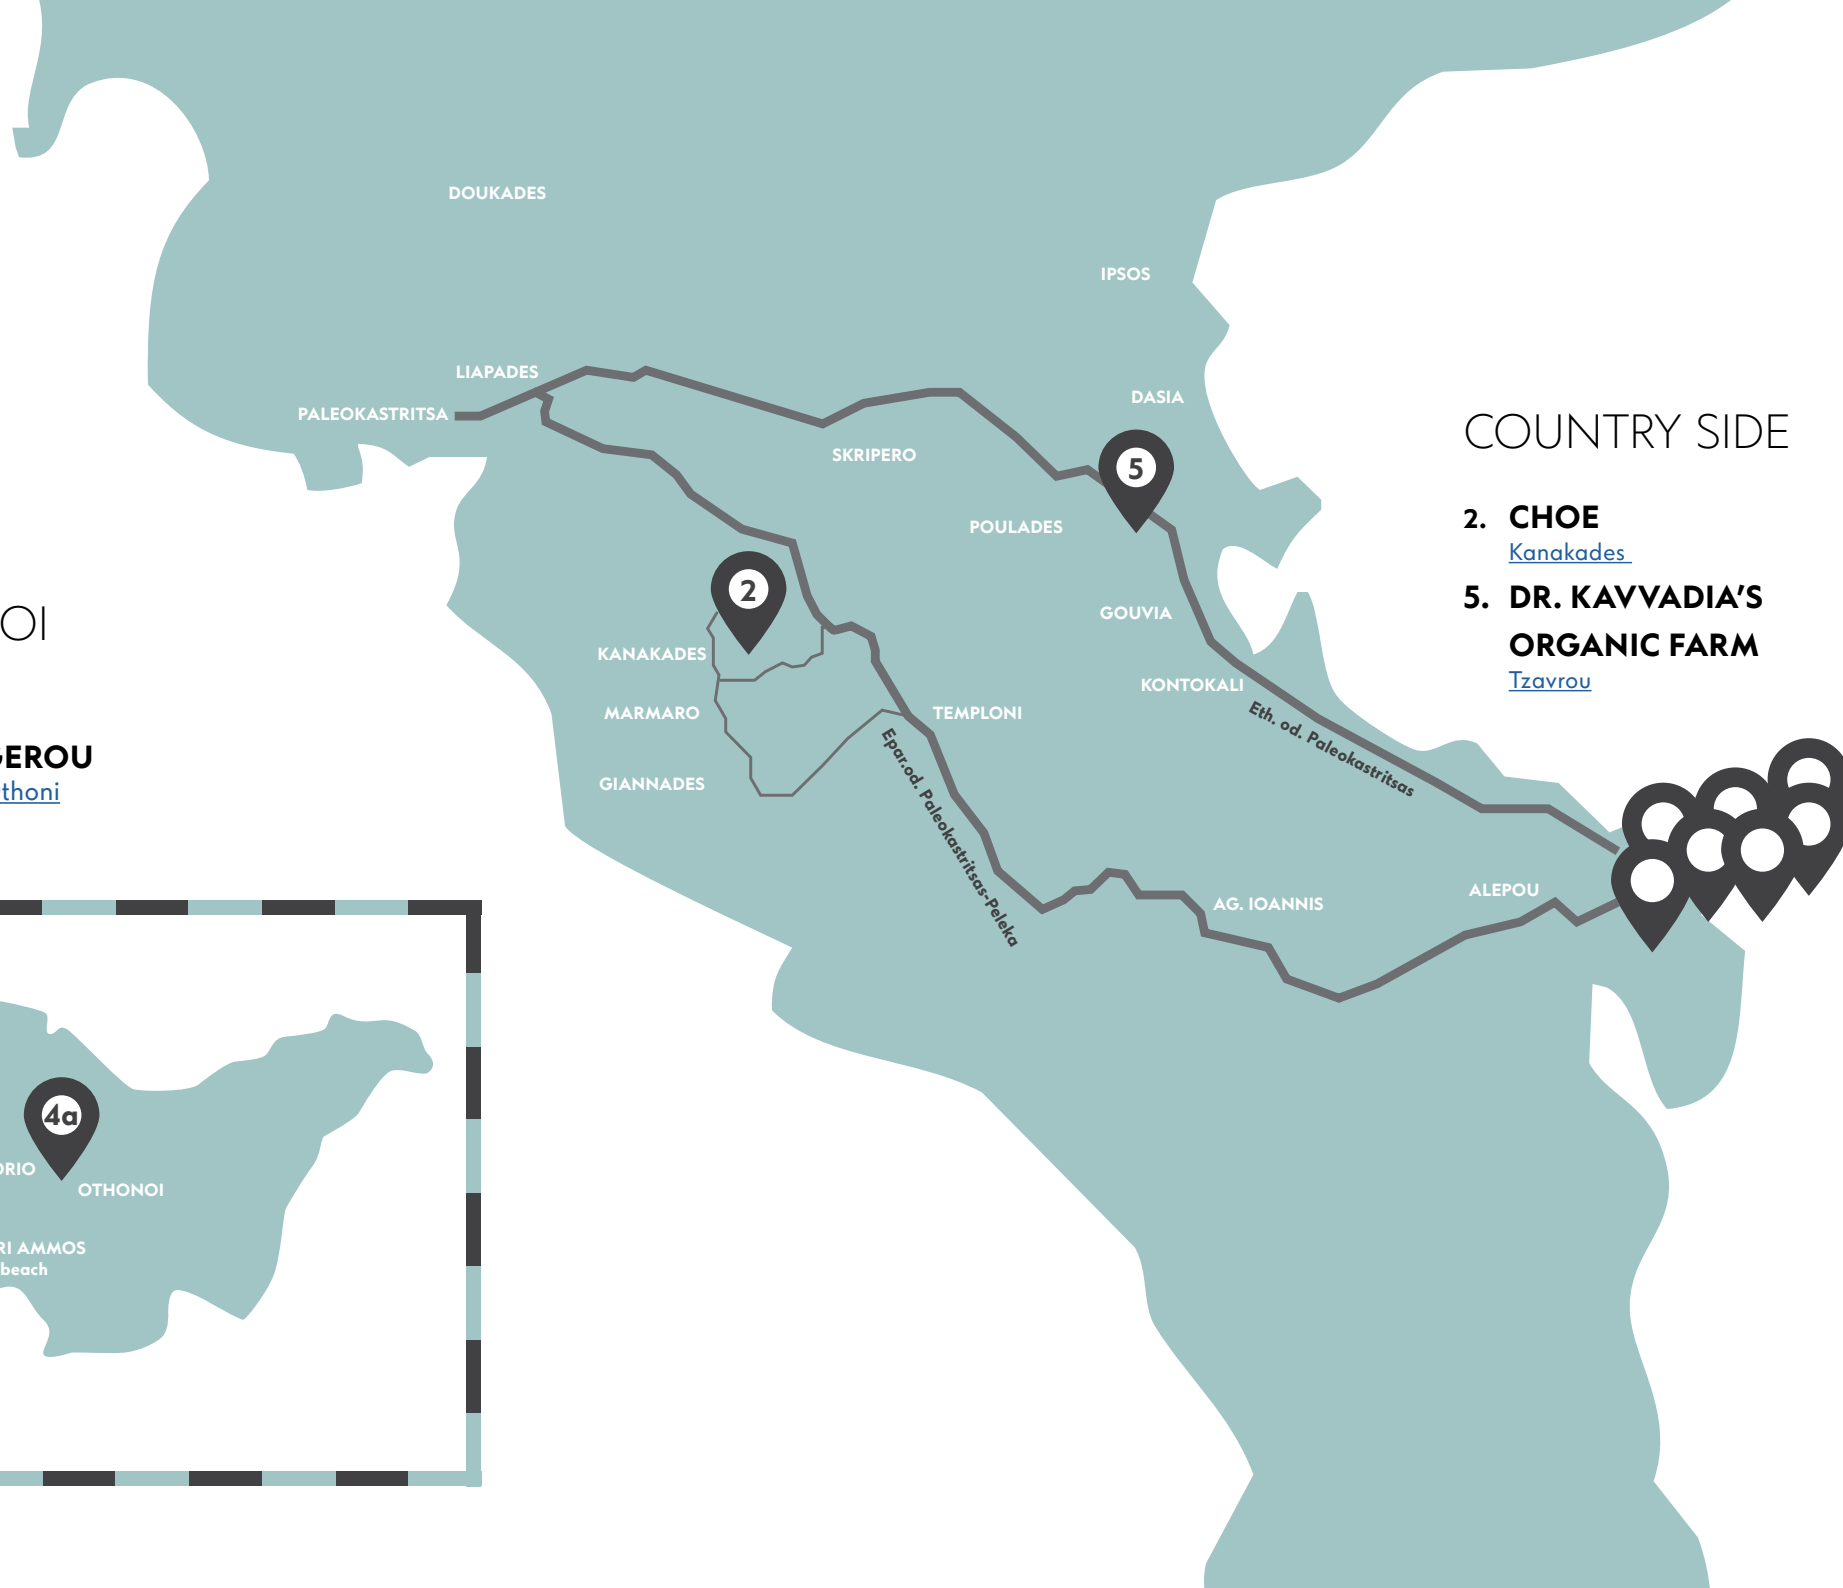 DOUKADES
IPSOS
LIAPADES
DASIA
PALEOKASTRITSA
SKRIPERO
5
POULADES
2
GOUVIA
KANAKADES
KONTOKALI
MARMARO
TEMPLONI
GIANNADES
Eth. od. Paleokastritsas
Epar.od. Paleokastritsas-Peleka
AG. IOANNIS
ALEPOU
COUNTRY SIDE
2. CHOE
Kanakades
5. DR. KAVVADIA'S
ORGANIC FARM
Tzavrou
OI
GEROU
thoni
4a
ORIO
OTHONOI
RI AMMOS
beach